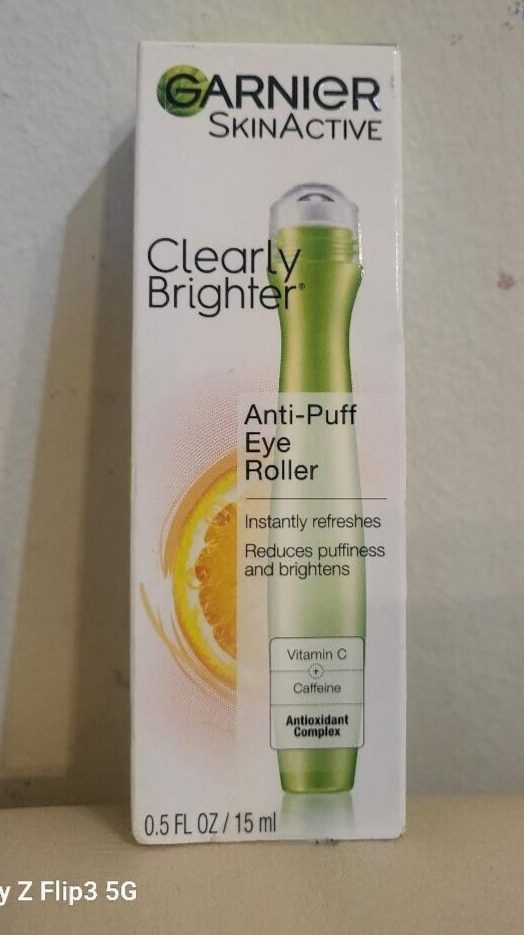 GARNIER
SKINACTIVE
Clearly
Brighter®
Anti-Puff
Eye
Roller
Instantly refreshes
Reduces puffiness
and brightens
Vitamin C
+
Caffeine
Antioxidant
Complex
0.5 FL OZ / 15 ml
y Z Flip3 5G